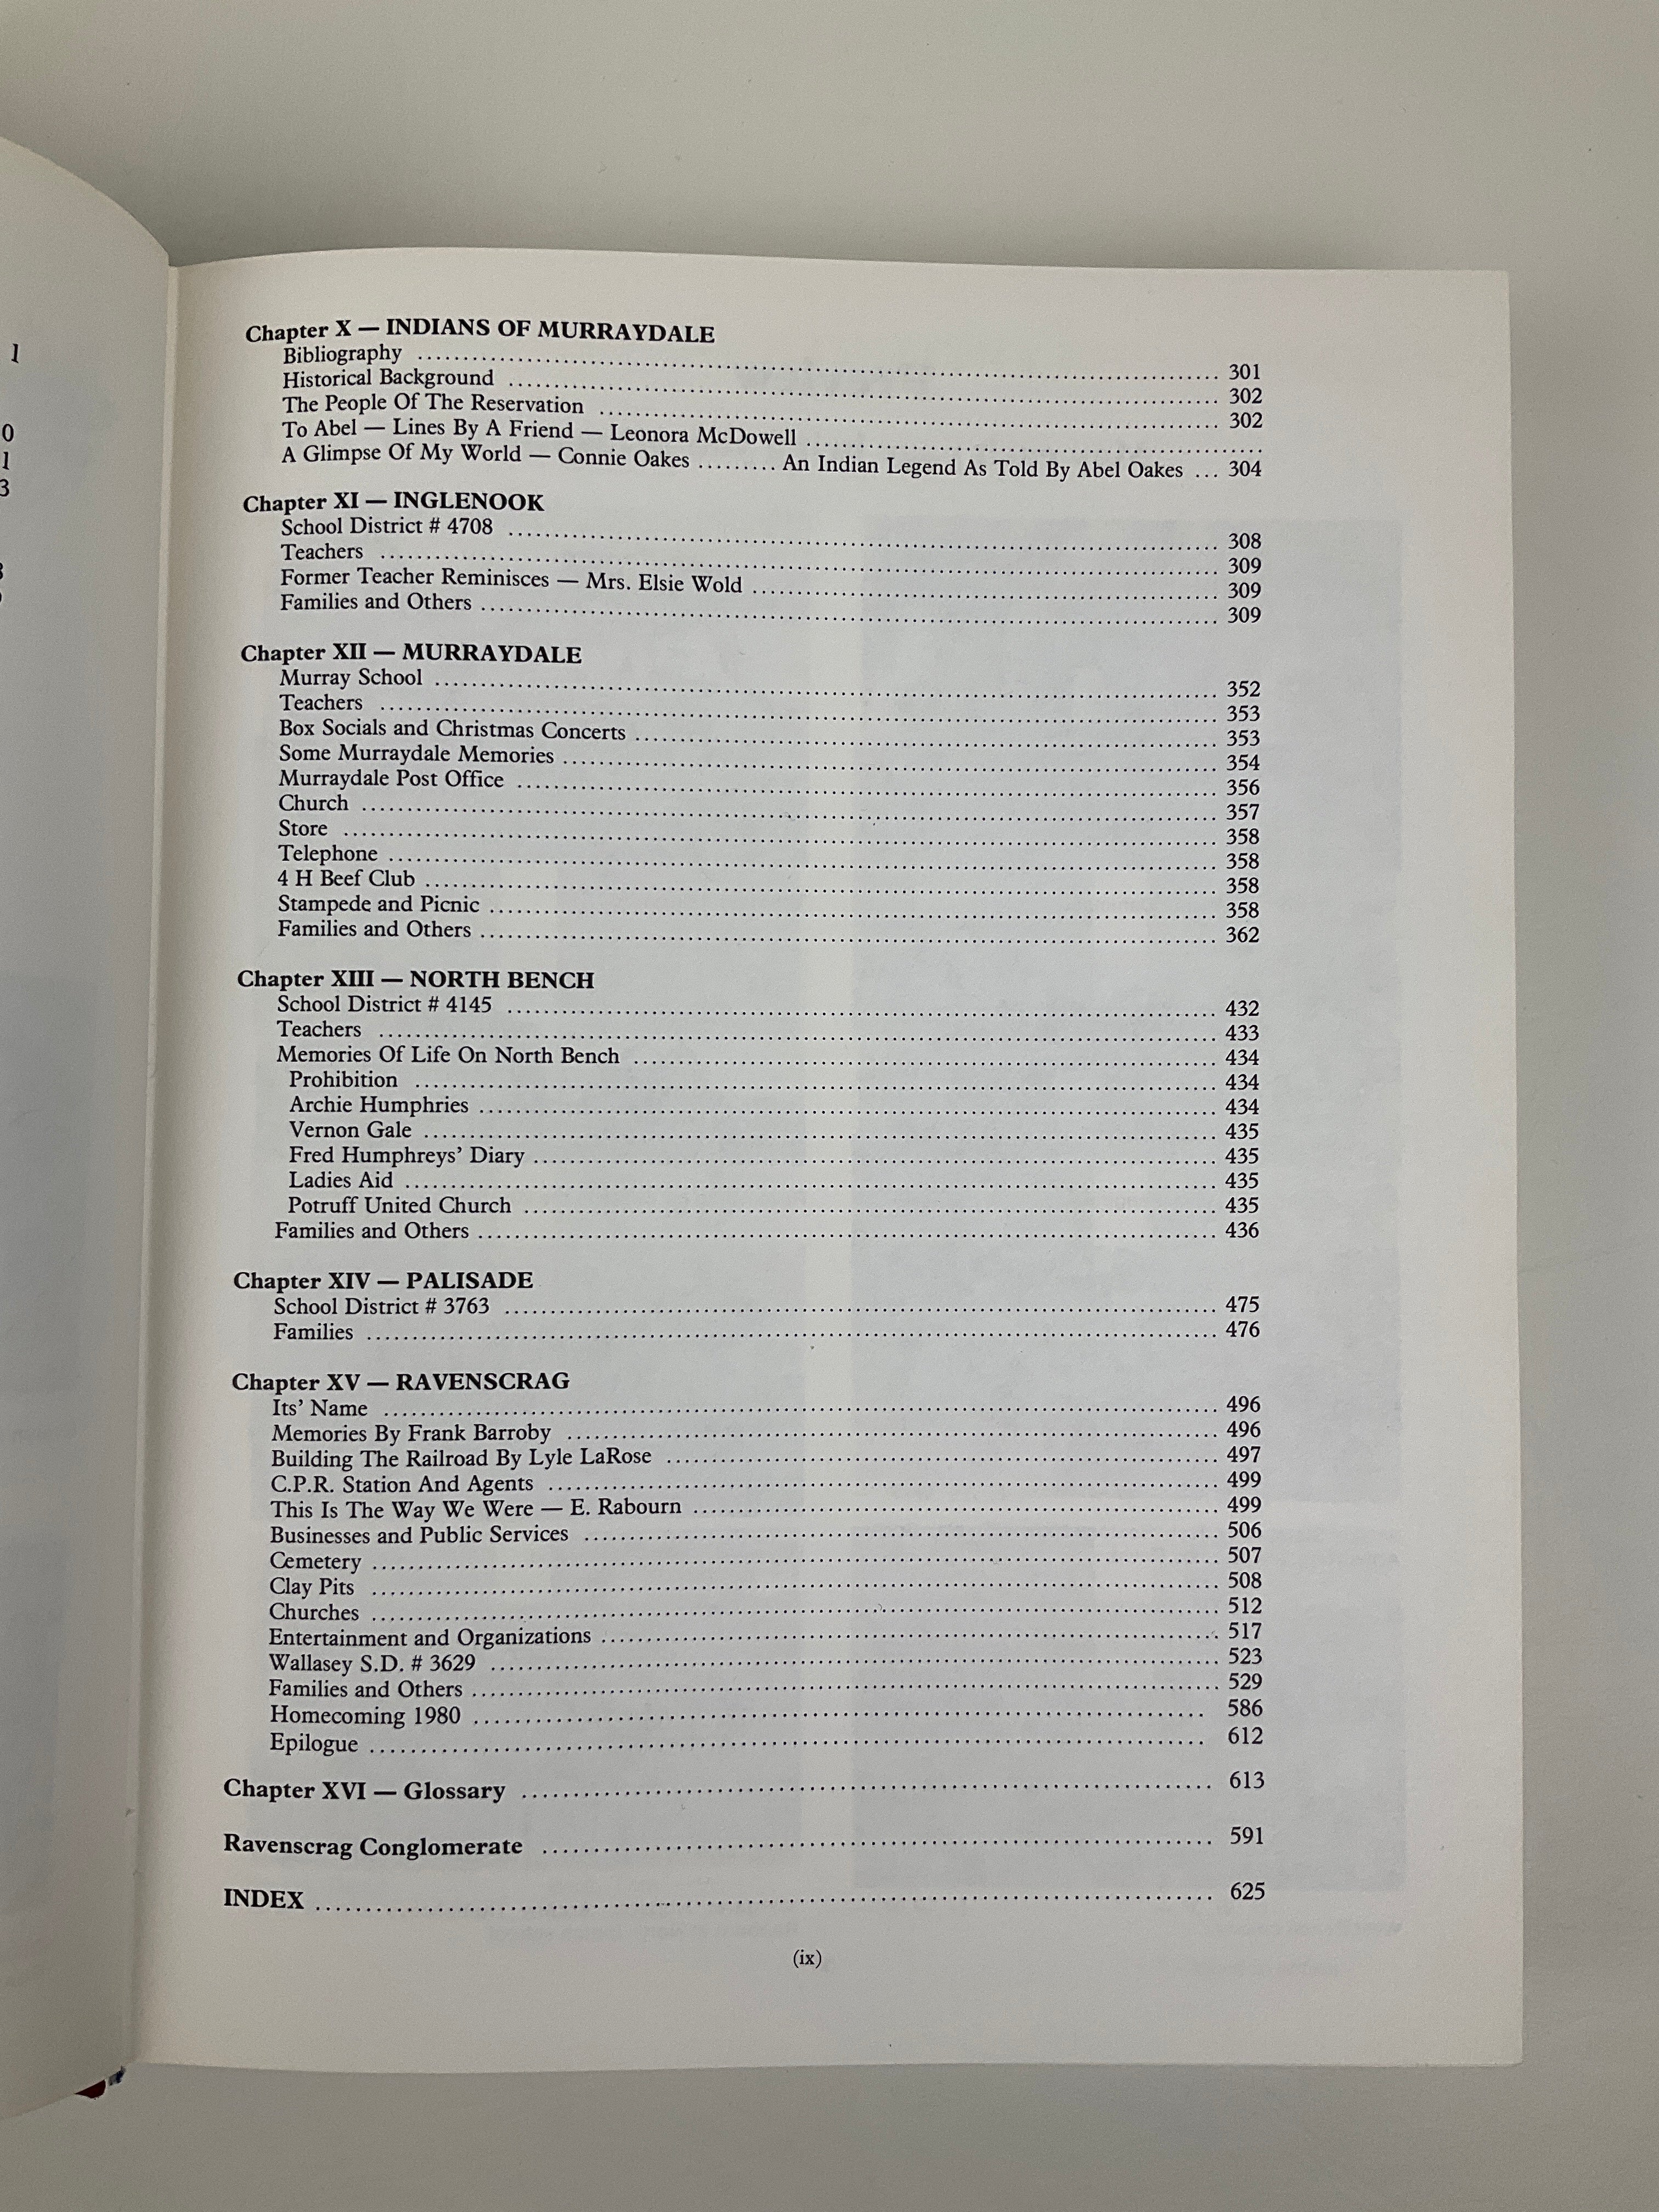 1
0
1
3
Chapter X — INDIANS OF MURRAYDALE
Bibliography ........ 301
Historical Background ........ 302
The People Of The Reservation ........ 302
To Abel — Lines By A Friend — Leonora McDowell ........
A Glimpse Of My World — Connie Oakes ......... An Indian Legend As Told By Abel Oakes ... 304
Chapter XI — INGLENOOK
School District # 4708 ........ 308
Teachers ........ 309
Former Teacher Reminisces — Mrs. Elsie Wold ........ 309
Families and Others ........ 309
Chapter XII — MURRAYDALE
Murray School ........ 352
Teachers ........ 353
Box Socials and Christmas Concerts ........ 353
Some Murraydale Memories ........ 354
Murraydale Post Office ........ 356
Church ........ 357
Store ........ 358
Telephone ........ 358
4 H Beef Club ........ 358
Stampede and Picnic ........ 358
Families and Others ........ 362
Chapter XIII — NORTH BENCH
School District # 4145 ........ 432
Teachers ........ 433
Memories Of Life On North Bench ........ 434
Prohibition ........ 434
Archie Humphries ........ 434
Vernon Gale ........ 435
Fred Humphreys’ Diary ........ 435
Ladies Aid ........ 435
Potruff United Church ........ 435
Families and Others ........ 436
Chapter XIV — PALISADE
School District # 3763 ........ 475
Families ........ 476
Chapter XV — RAVENSCRAG
Its’ Name ........ 496
Memories By Frank Barroby ........ 496
Building The Railroad By Lyle LaRose ........ 497
C.P.R. Station And Agents ........ 499
This Is The Way We Were — E. Rabourn ........ 499
Businesses and Public Services ........ 506
Cemetery ........ 507
Clay Pits ........ 508
Churches ........ 512
Entertainment and Organizations ........ 517
Wallasey S.D. # 3629 ........ 523
Families and Others ........ 529
Homecoming 1980 ........ 586
Epilogue ........ 612
Chapter XVI — Glossary ........ 613
Ravenscrag Conglomerate ........ 591
INDEX ........ 625
(ix)